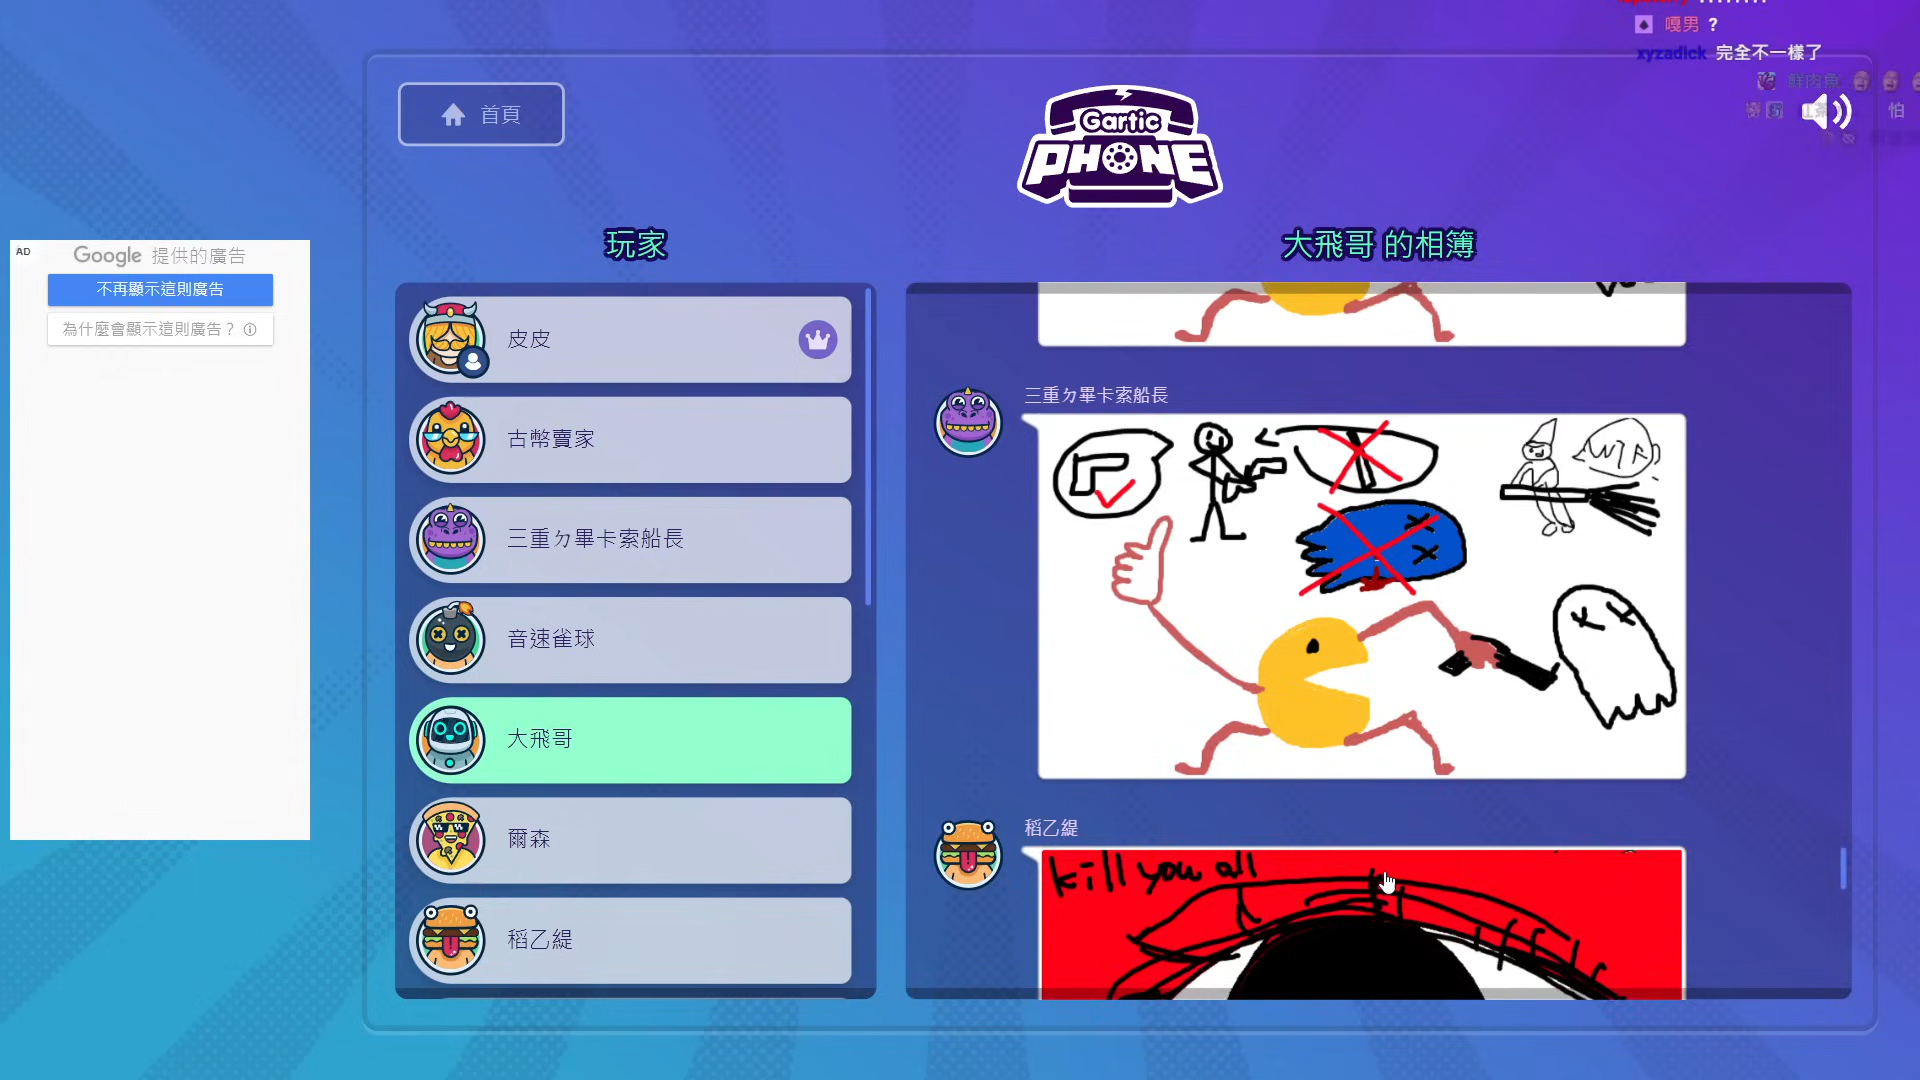 嘎男 ?
xyzadick 完全不一樣了
鮮肉魚
怕
首頁
Gartic
PHONE
玩家
大飛哥 的相簿
AD
Google 提供的廣告
不再顯示這則廣告
為什麼會顯示這則廣告？
皮皮
古幣賣家
三重ㄉ畢卡索船長
音速雀球
大飛哥
爾森
稻乙緹
三重ㄉ畢卡索船長
稻乙緹
kill you all